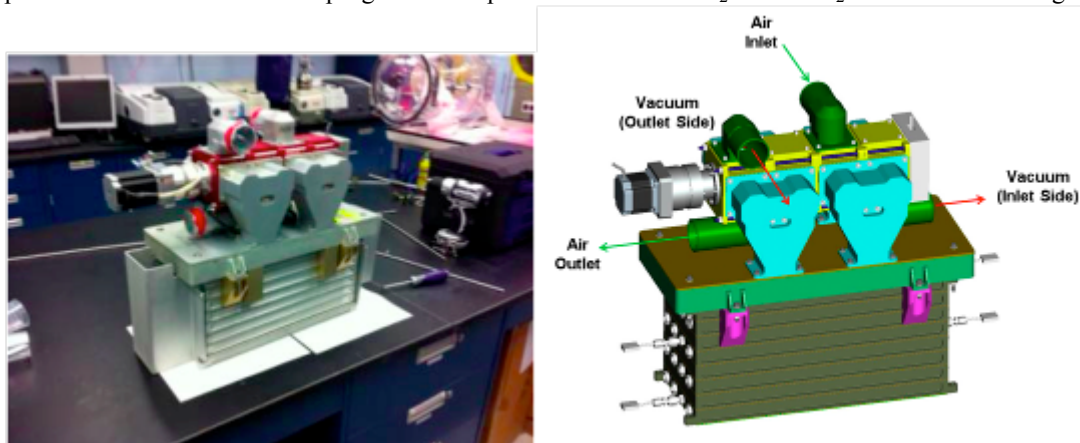 Air
Inlet
Vacuum
(Outlet Side)
Vacuum
(Inlet Side)
Air
Outlet